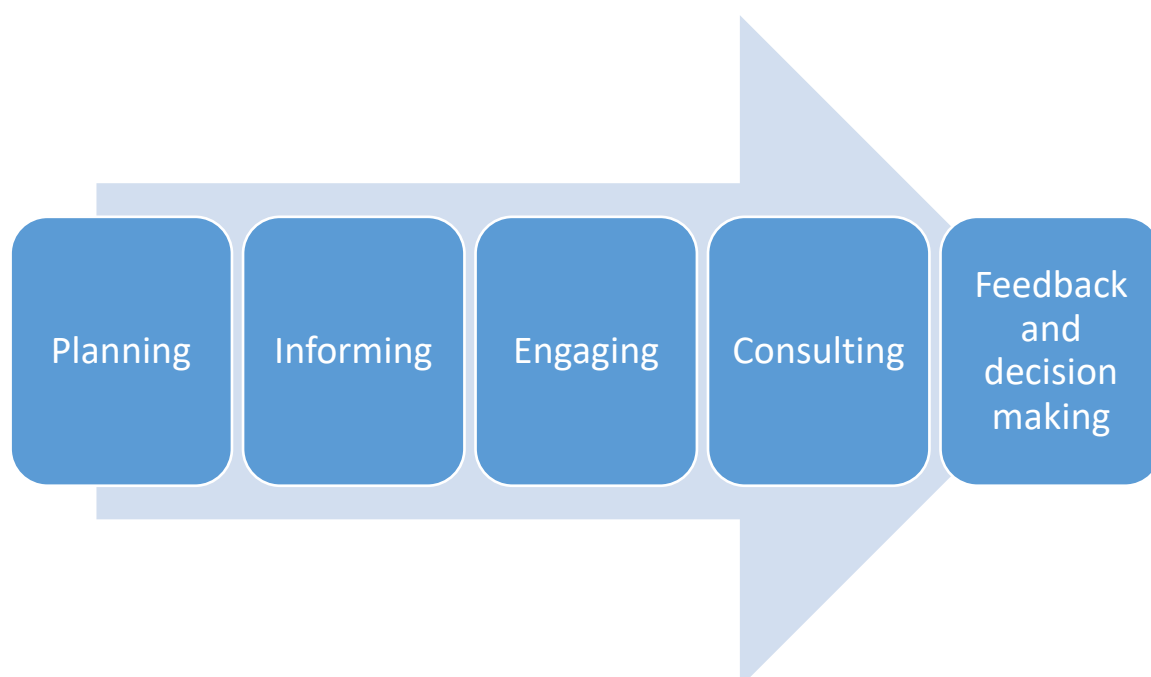 Planning
Informing
Engaging
Consulting
Feedback
and
decision
making